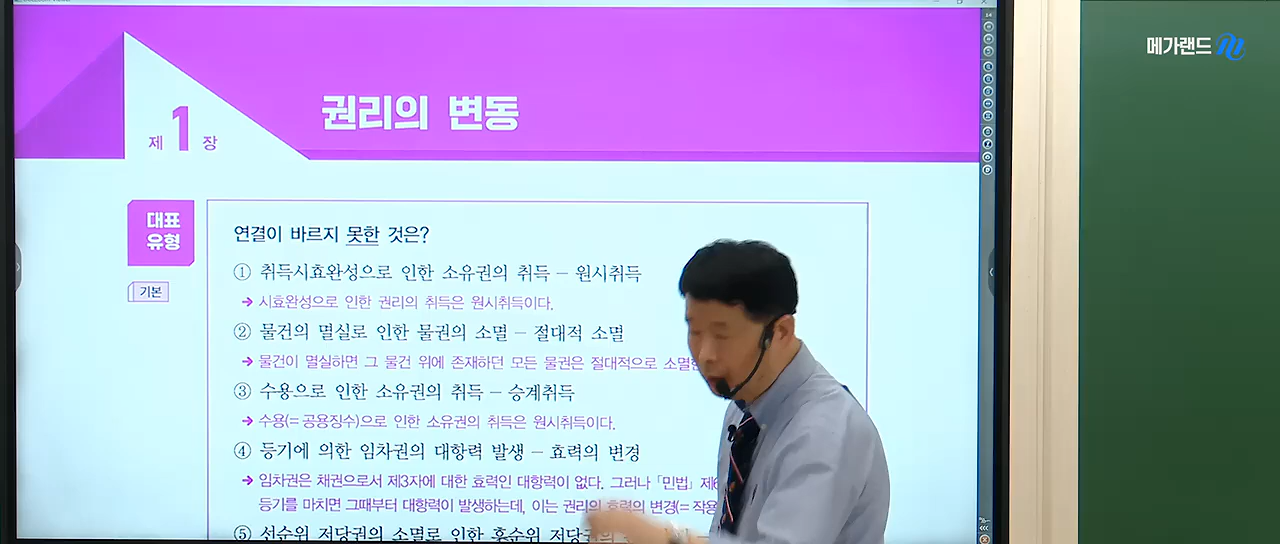 메가랜드
제1장
권리의 변동
대표
유형
기본
연결이 바르지 못한 것은?
① 취득시효완성으로 인한 소유권의 취득 – 원시취득
→ 시효완성으로 인한 권리의 취득은 원시취득이다.
② 물건의 멸실로 인한 물권의 소멸 – 절대적 소멸
→ 물건이 멸실하면 그 물건 위에 존재하던 모든 물권은 절대적으로
③ 수용으로 인한 소유권의 취득 – 승계취득
→ 수용(= 공용징수)으로 인한 소유권의 취득은 원시취득이다.
④ 등기에 의한 임차권의 대항력 발생 – 효력의 변경
→ 임차권은 채권으로서 제3자에 대한 효력인 대항력이 없다. 그러나 「민법」
등기를 마치면 그때부터 대항력이 발생하는데, 이는 권리의 효력의 변경(= 작용
⑤ 선순위 저당권의 소멸로 인한 후순위